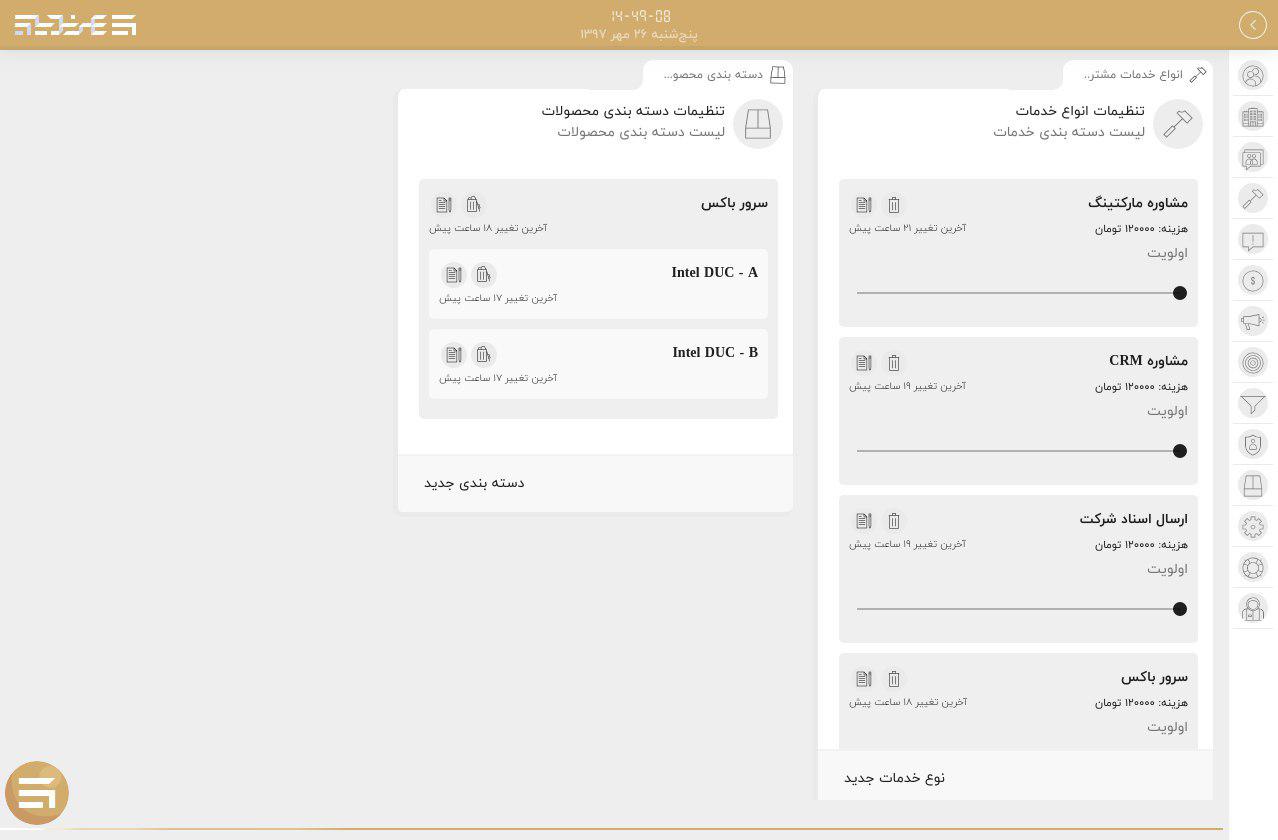 ۱۴-۴۹-۰۸
پنج‌شنبه ۲۶ مهر ۱۳۹۷
انواع خدمات مشتر..
تنظیمات انواع خدمات
لیست دسته بندی خدمات
مشاوره مارکتینگ
آخرین تغییر ۲۱ ساعت پیش
هزینه: ۱۲۰۰۰۰ تومان
اولویت
مشاوره CRM
آخرین تغییر ۱۹ ساعت پیش
هزینه: ۱۲۰۰۰۰ تومان
اولویت
ارسال اسناد شرکت
آخرین تغییر ۱۹ ساعت پیش
هزینه: ۱۲۰۰۰۰ تومان
اولویت
سرور باکس
آخرین تغییر ۱۸ ساعت پیش
هزینه: ۱۲۰۰۰۰ تومان
اولویت
نوع خدمات جدید
دسته بندی محصو...
تنظیمات دسته بندی محصولات
لیست دسته بندی محصولات
سرور باکس
آخرین تغییر ۱۸ ساعت پیش
Intel DUC - A
آخرین تغییر ۱۷ ساعت پیش
Intel DUC - B
آخرین تغییر ۱۷ ساعت پیش
دسته بندی جدید